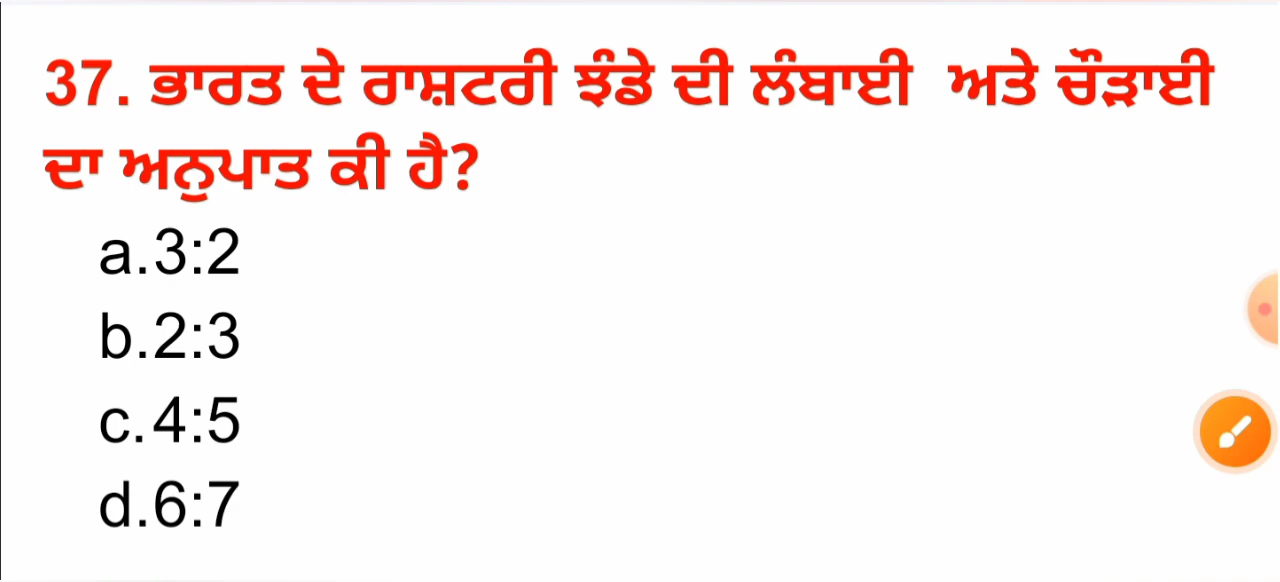 37. ਭਾਰਤ ਦੇ ਰਾਸ਼ਟਰੀ ਝੰਡੇ ਦੀ ਲੰਬਾਈ ਅਤੇ ਚੌੜਾਈ
ਦਾ ਅਨੁਪਾਤ ਕੀ ਹੈ?
a.3:2
b.2:3
c.4:5
d.6:7